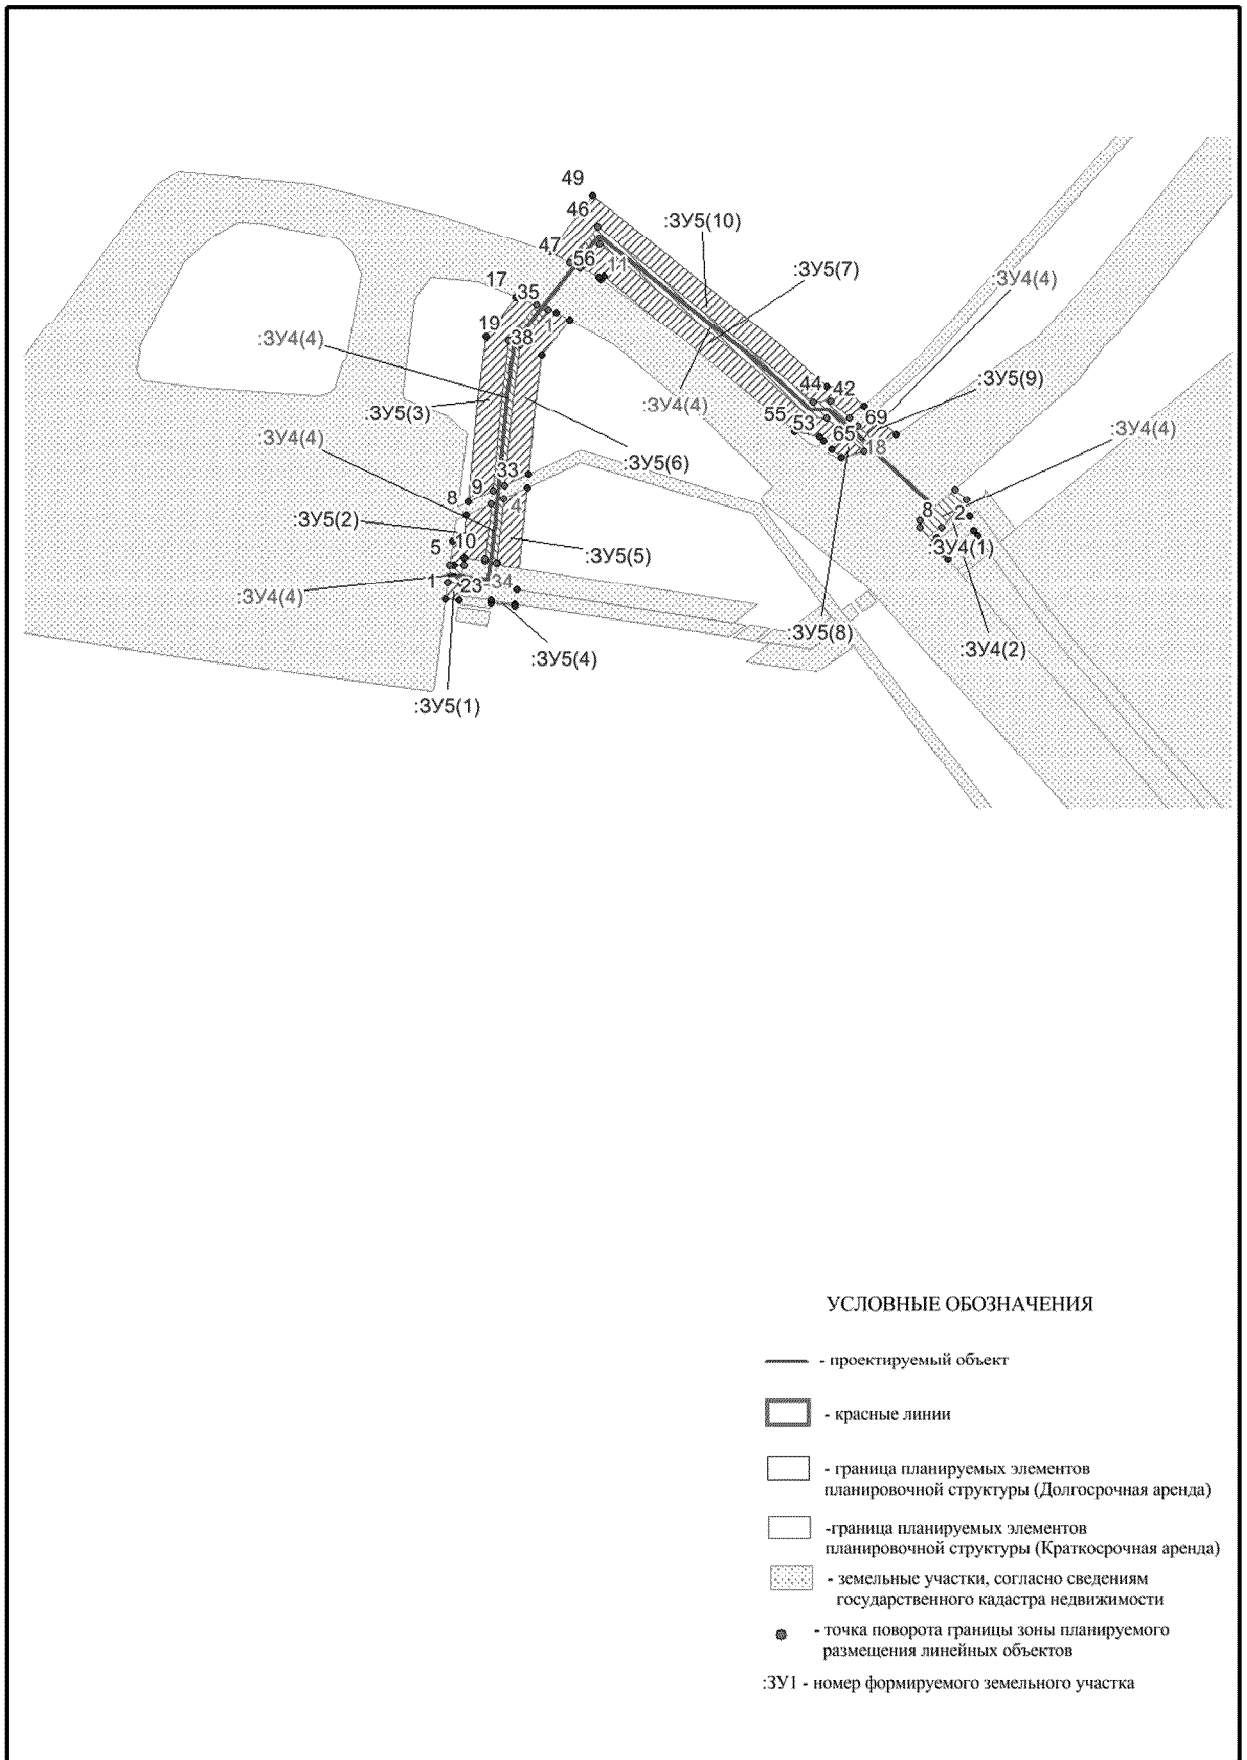 49
46
:ЗУ5(10)
47
56
11
:ЗУ5(7)
:ЗУ4(4)
17
35
1
19
38
:ЗУ4(4)
44
42
:ЗУ5(9)
:ЗУ5(3)
:ЗУ4(4)
55
53
69
65
18
:ЗУ4(4)
:ЗУ4(4)
33
:ЗУ5(6)
9
8
4
8
2
:ЗУ5(2)
10
5
:ЗУ5(5)
:ЗУ4(1)
1
23
34
:ЗУ4(4)
:ЗУ5(8)
:ЗУ4(2)
:ЗУ5(4)
:ЗУ5(1)
УСЛОВНЫЕ ОБОЗНАЧЕНИЯ
- проектируемый объект
- красные линии
- граница планируемых элементов
планировочной структуры (Долгосрочная аренда)
-граница планируемых элементов
планировочной структуры (Краткосрочная аренда)
- земельные участки, согласно сведениям
государственного кадастра недвижимости
- точка поворота границы зоны планируемого
размещения линейных объектов
:ЗУ1 - номер формируемого земельного участка